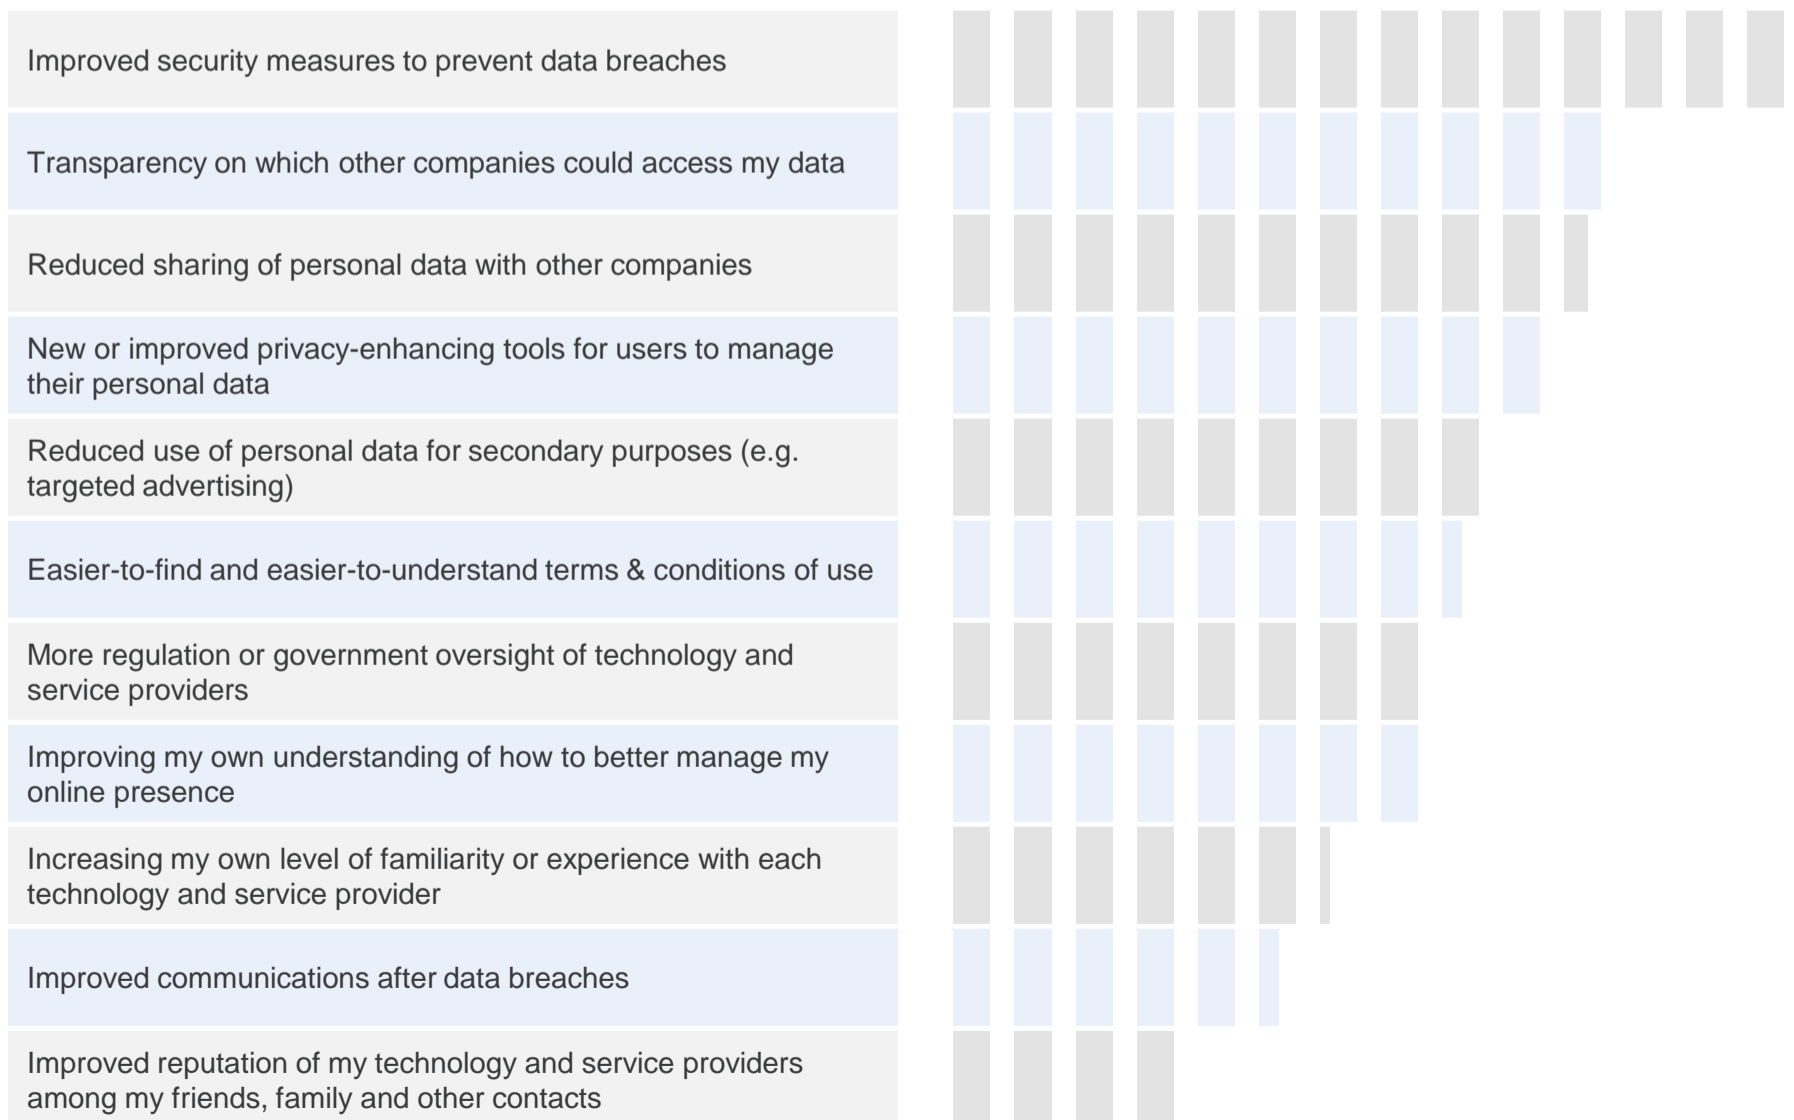 Improved security measures to prevent data breaches
Transparency on which other companies could access my data
Reduced sharing of personal data with other companies
New or improved privacy-enhancing tools for users to manage
their personal data
Reduced use of personal data for secondary purposes (e.g.
targeted advertising)
Easier-to-find and easier-to-understand terms & conditions of use
More regulation or government oversight of technology and
service providers
Improving my own understanding of how to better manage my
online presence
Increasing my own level of familiarity or experience with each
technology and service provider
Improved communications after data breaches
Improved reputation of my technology and service providers
among my friends, family and other contacts